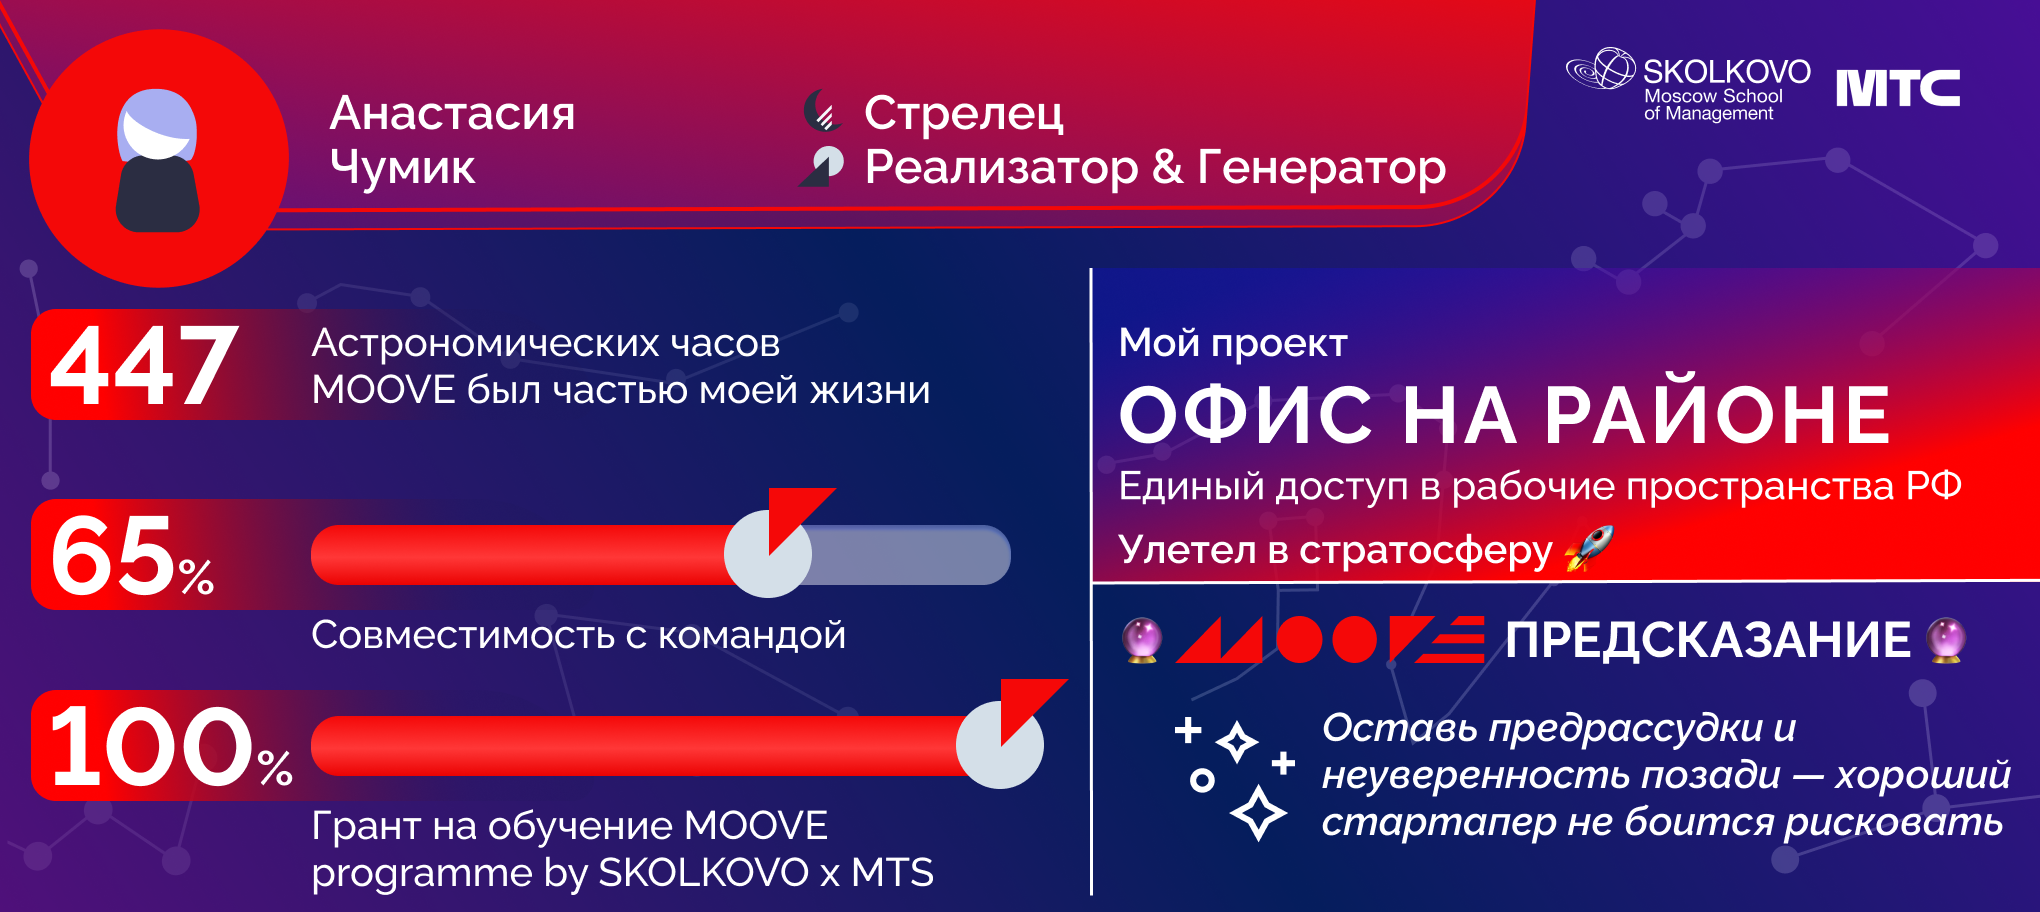 Анастасия
Чумик
Стрелец
Реализатор & Генератор
SKOLKOVO
Moscow School
of Management
МТС
447
Астрономических часов
MOOVE был частью моей жизни
65%
Совместимость с командой
100%
Грант на обучение MOOVE
programme by SKOLKOVO x MTS
Мой проект
ОФИС НА РАЙОНЕ
Единый доступ в рабочие пространства РФ
Улетел в стратосферу 🚀
🔮 MOOVE ПРЕДСКАЗАНИЕ 🔮
Оставь предрассудки и
неуверенность позади — хороший
стартапер не боится рисковать